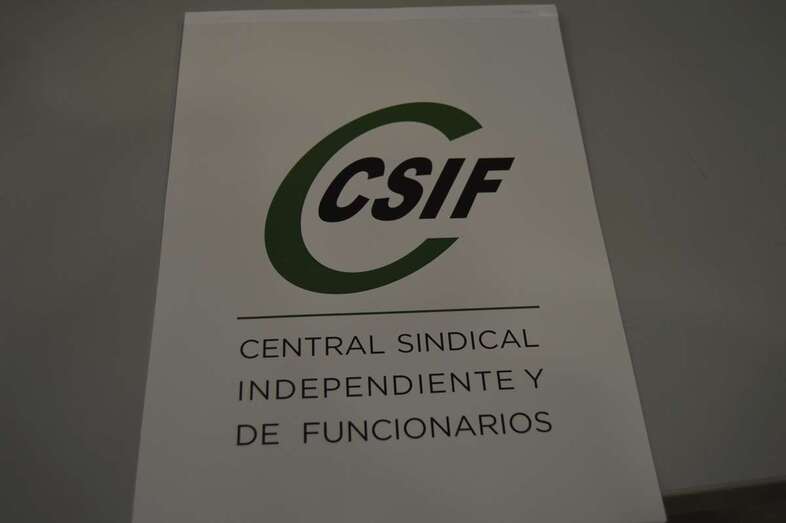 CSIF
CENTRAL SINDICAL
INDEPENDIENTE Y
DE FUNCIONARIOS